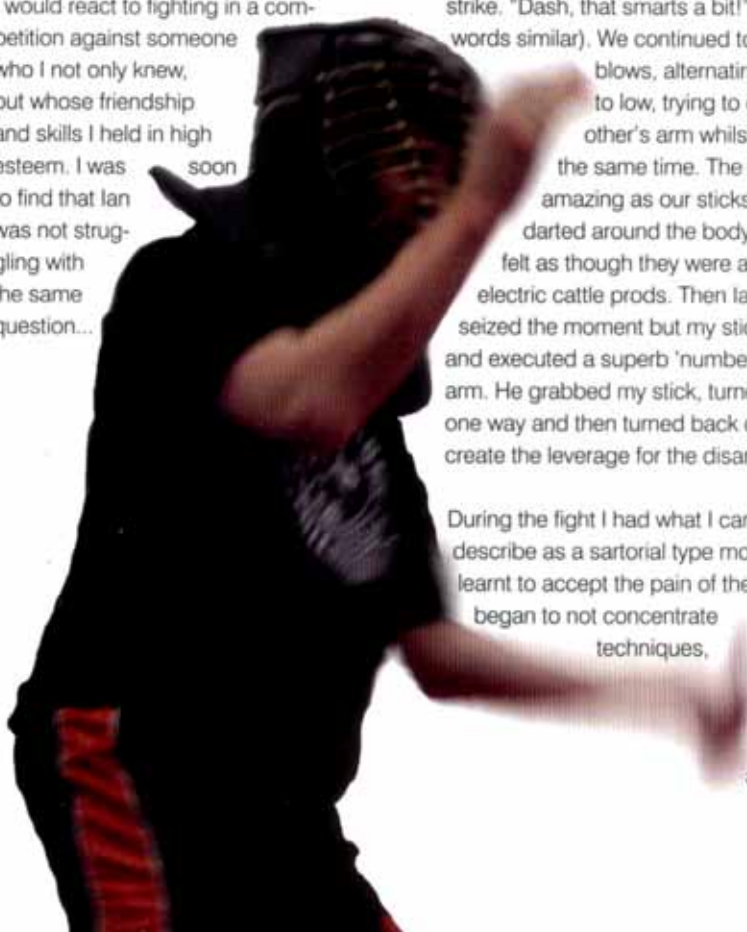 would react to fighting in a com-
petition against someone
who I not only knew,
but whose friendship
and skills I held in high
esteem. I was soon
to find that Ian
was not strug-
gling with
the same
question...
strike. "Dash, that smarts a bit!"
words similar). We continued to
blows, alternatin
to low, trying to
other's arm whils
the same time. The
amazing as our sticks
darted around the body
felt as though they were a
electric cattle prods. Then Ia
seized the moment but my stic
and executed a superb 'numbe
arm. He grabbed my stick, turne
one way and then turned back
create the leverage for the disar
During the fight I had what I can
describe as a sartorial type mo
learnt to accept the pain of the
began to not concentrate
techniques,